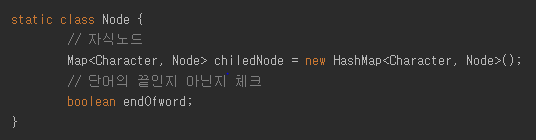 static class Node {
// 자식노드
Map<Character, Node> chiledNode = new HashMap<Character, Node>();
// 단어의 끝인지 아닌지 체크
boolean endOfword;
}